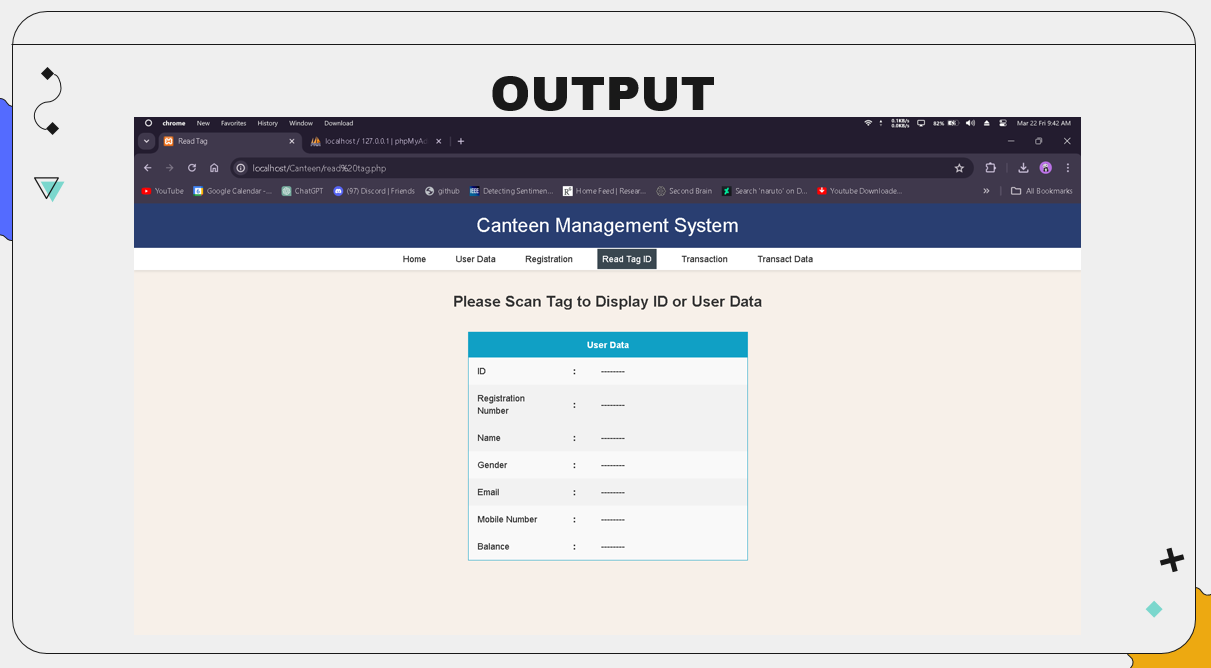 OUTPUT
chrome New Favorites History Window Download
0.1KB/s
0.0KB/s
82%
Mar 22 Fri 9:42 AM
Read Tag
localhost / 127.0.0.1 | phpMyAd
localhost/Canteen/read%20tag.php
YouTube Google Calendar -... ChatGPT (97) Discord | Friends github Detecting Sentimen... Home Feed | Resear... Second Brain Search 'naruto' on D... Youtube Downloade... All Bookmarks
Canteen Management System
Home User Data Registration Read Tag ID Transaction Transact Data
Please Scan Tag to Display ID or User Data
User Data
ID : --------
Registration
Number : --------
Name : --------
Gender : --------
Email : --------
Mobile Number : --------
Balance : --------